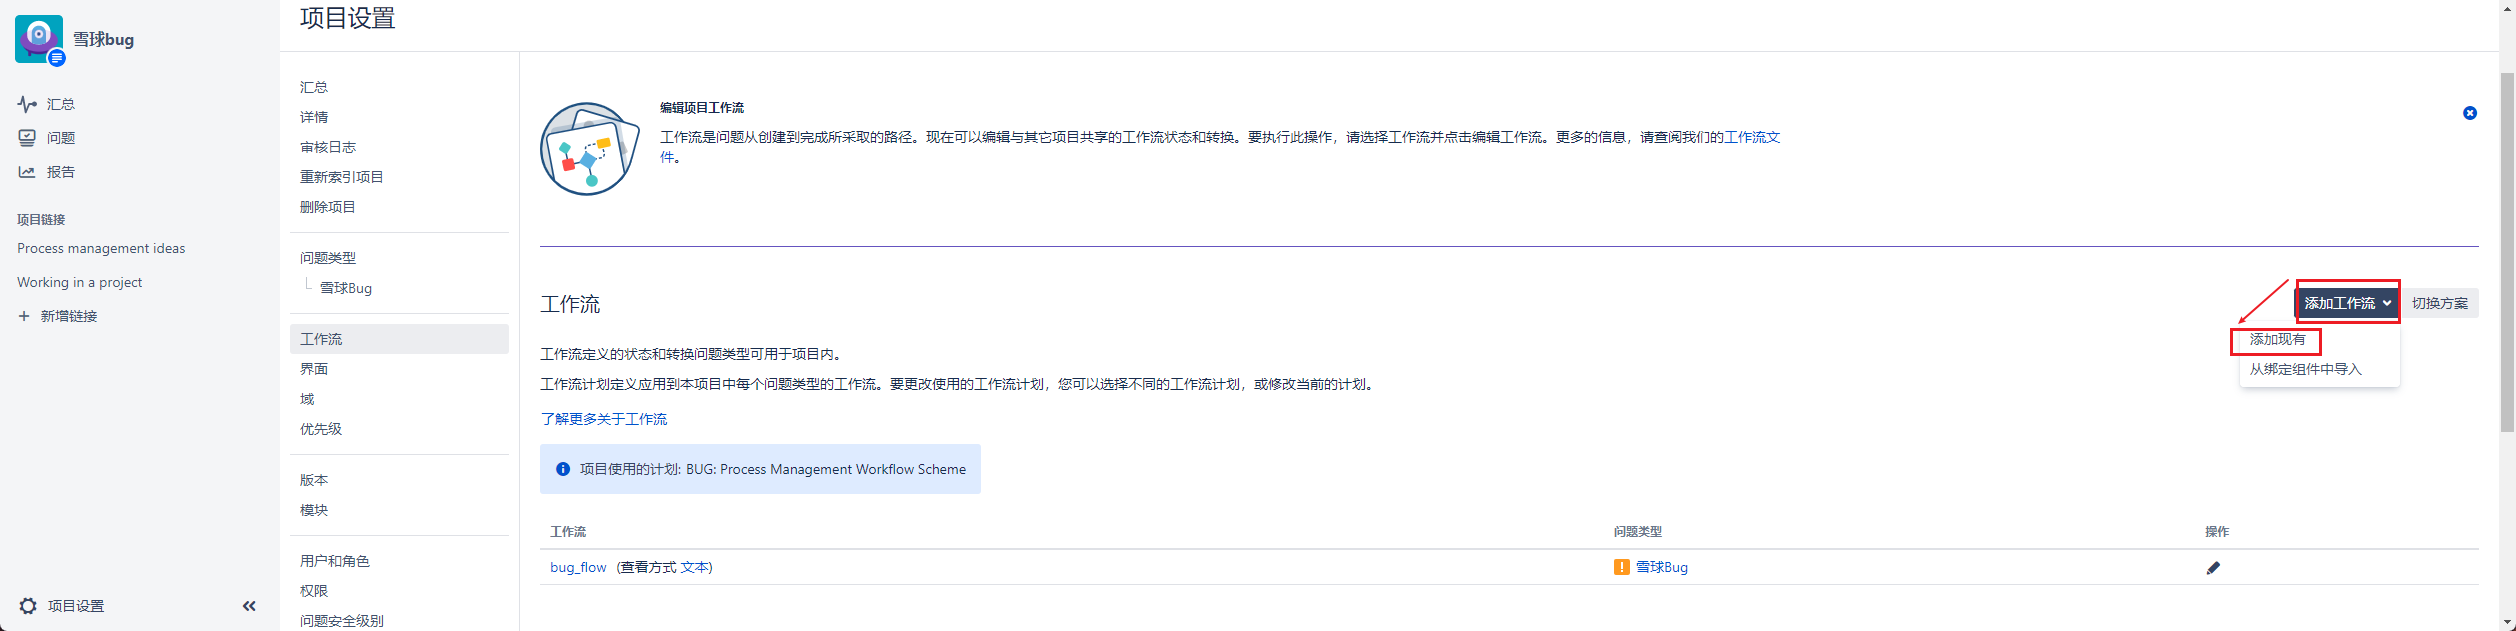 雪球bug
汇总
问题
报告
项目链接
Process management ideas
Working in a project
+ 新增链接
项目设置
项目设置
汇总
详情
审核日志
重新索引项目
删除项目
问题类型
雪球Bug
工作流
界面
域
优先级
版本
模块
用户和角色
权限
问题安全级别
编辑项目工作流
工作流是问题从创建到完成所采取的路径。现在可以编辑与其它项目共享的工作流状态和转换。要执行此操作，请选择工作流并点击编辑工作流。更多的信息，请查阅我们的工作流文
件。
工作流
添加工作流
切换方案
添加现有
从绑定组件中导入
工作流定义的状态和转换问题类型可用于项目内。
工作流计划定义应用到本项目中每个问题类型的工作流。要更改使用的工作流计划，您可以选择不同的工作流计划，或修改当前的计划。
了解更多关于工作流
项目使用的计划: BUG: Process Management Workflow Scheme
工作流 问题类型 操作
bug_flow (查看方式 文本) 雪球Bug